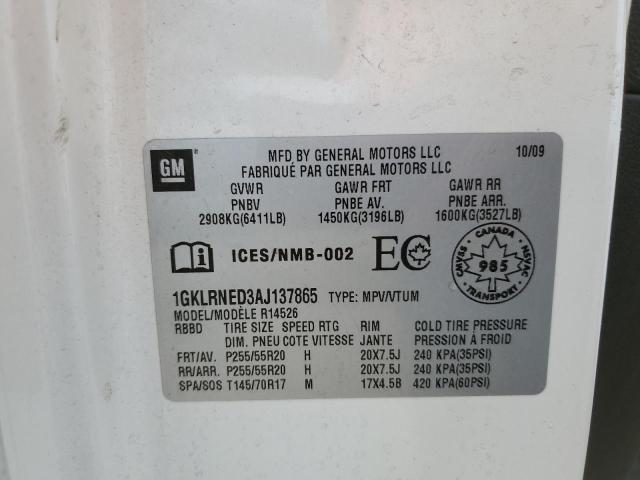 GM
MFD BY GENERAL MOTORS LLC 10/09
FABRIQUÉ PAR GENERAL MOTORS LLC
GVWR GAWR FRT GAWR RR
PNBV PNBE AV. PNBE ARR.
2908KG(6411LB) 1450KG(3196LB) 1600KG(3527LB)
ICES/NMB-002 EC
CANADA
CMVSS 985 NSVAC
TRANSPORT
1GKLRNED3AJ137865 TYPE: MPV/VTUM
MODEL/MODÈLE R14526
RBBD TIRE SIZE SPEED RTG RIM COLD TIRE PRESSURE
DIM. PNEU COTE VITESSE JANTE PRESSION À FROID
FRT/AV. P255/55R20 H 20X7.5J 240 KPA(35PSI)
RR/ARR. P255/55R20 H 20X7.5J 240 KPA(35PSI)
SPA/SOS T145/70R17 M 17X4.5B 420 KPA(60PSI)